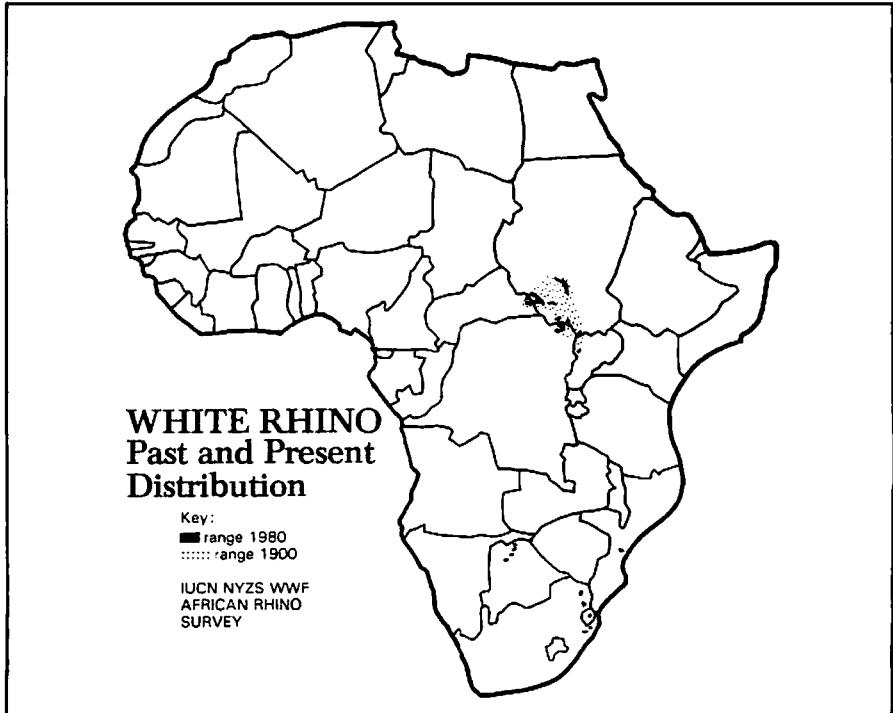 WHITE RHINO
Past and Present
Distribution
Key:
range 1980
range 1900
IUCN NYZS WWF
AFRICAN RHINO
SURVEY